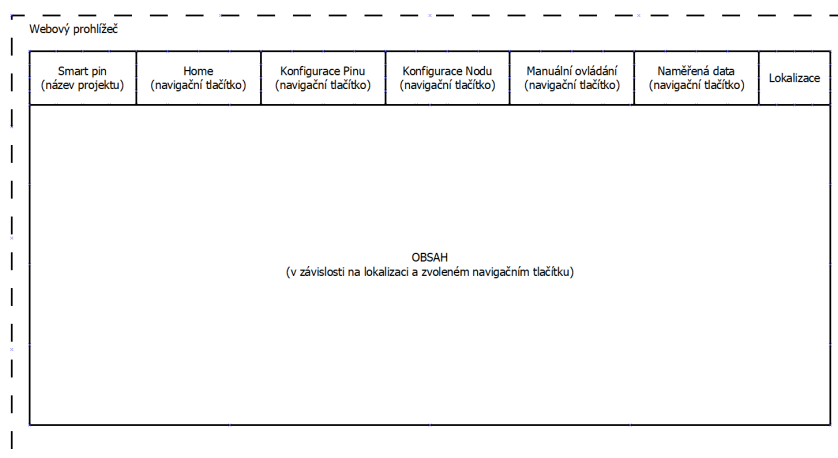 Webový prohlížeč
Smart pin
(název projektu)
Home
(navigační tlačítko)
Konfigurace Pinu
(navigační tlačítko)
Konfigurace Nodu
(navigační tlačítko)
Manuální ovládání
(navigační tlačítko)
Naměřená data
(navigační tlačítko)
Lokalizace
OBSAH
(v závislosti na lokalizaci a zvoleném navigačním tlačítku)